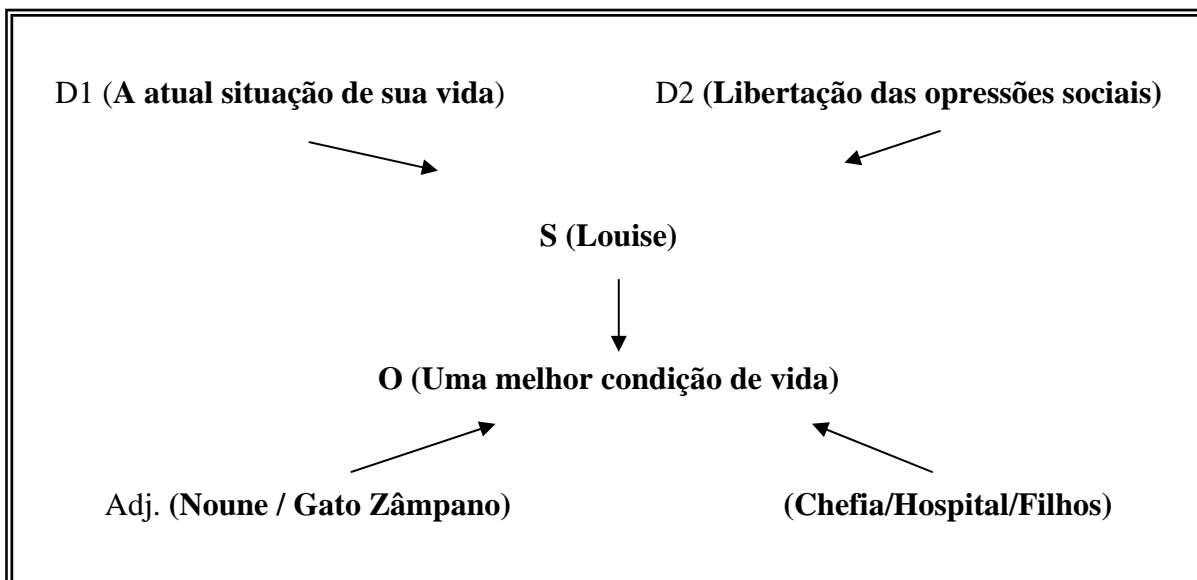 D1 (A atual situação de sua vida) D2 (Libertação das opressões sociais)
S (Louise)
O (Uma melhor condição de vida)
Adj. (Noune / Gato Zâmpano) (Chefia/Hospital/Filhos)